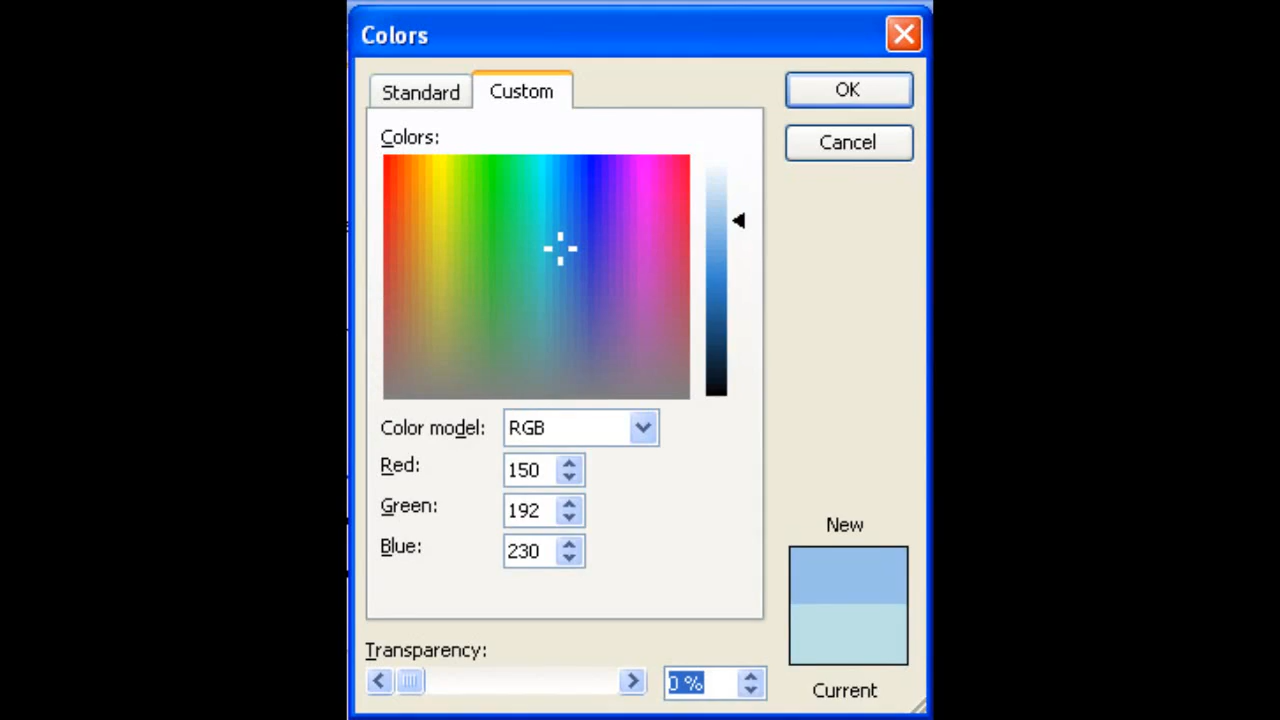 Colors
Standard Custom
OK
Cancel
Colors:
Color model: RGB
Red: 150
Green: 192
Blue: 230
New
Transparency: 
0 %
Current